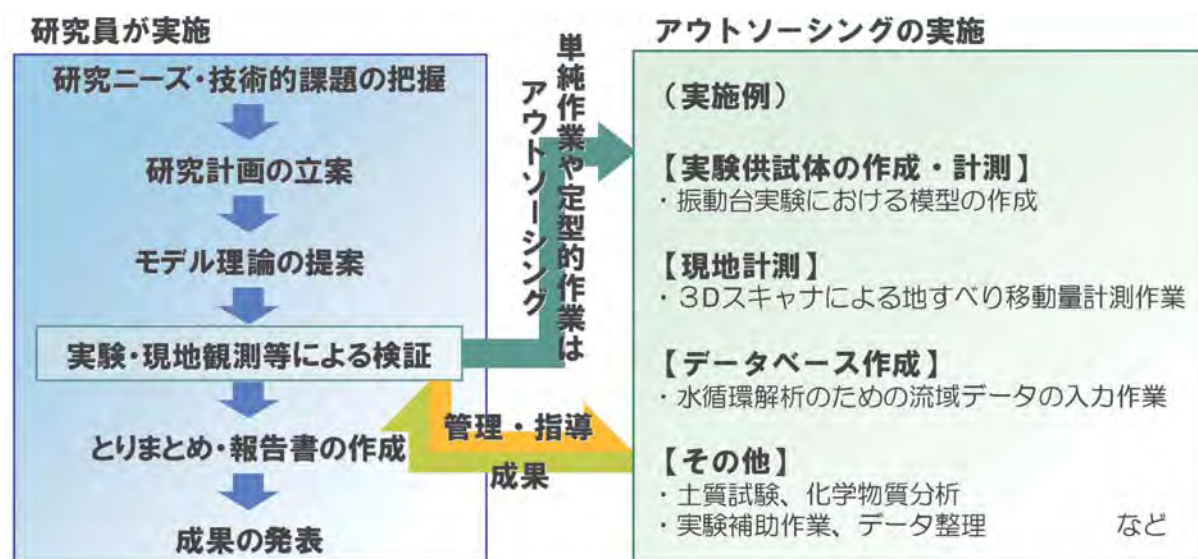 研究員が実施
研究ニーズ・技術的課題の把握
研究計画の立案
モデル理論の提案
実験・現地観測等による検証
とりまとめ・報告書の作成
成果の発表
単純作業や定型的作業は
アウトソーシング
管理・指導
成果
アウトソーシングの実施
（実施例）
【実験供試体の作成・計測】
・振動台実験における模型の作成
【現地計測】
・３Dスキャナによる地すべり移動量計測作業
【データベース作成】
・水循環解析のための流域データの入力作業
【その他】
・土質試験、化学物質分析
・実験補助作業、データ整理　　　　など